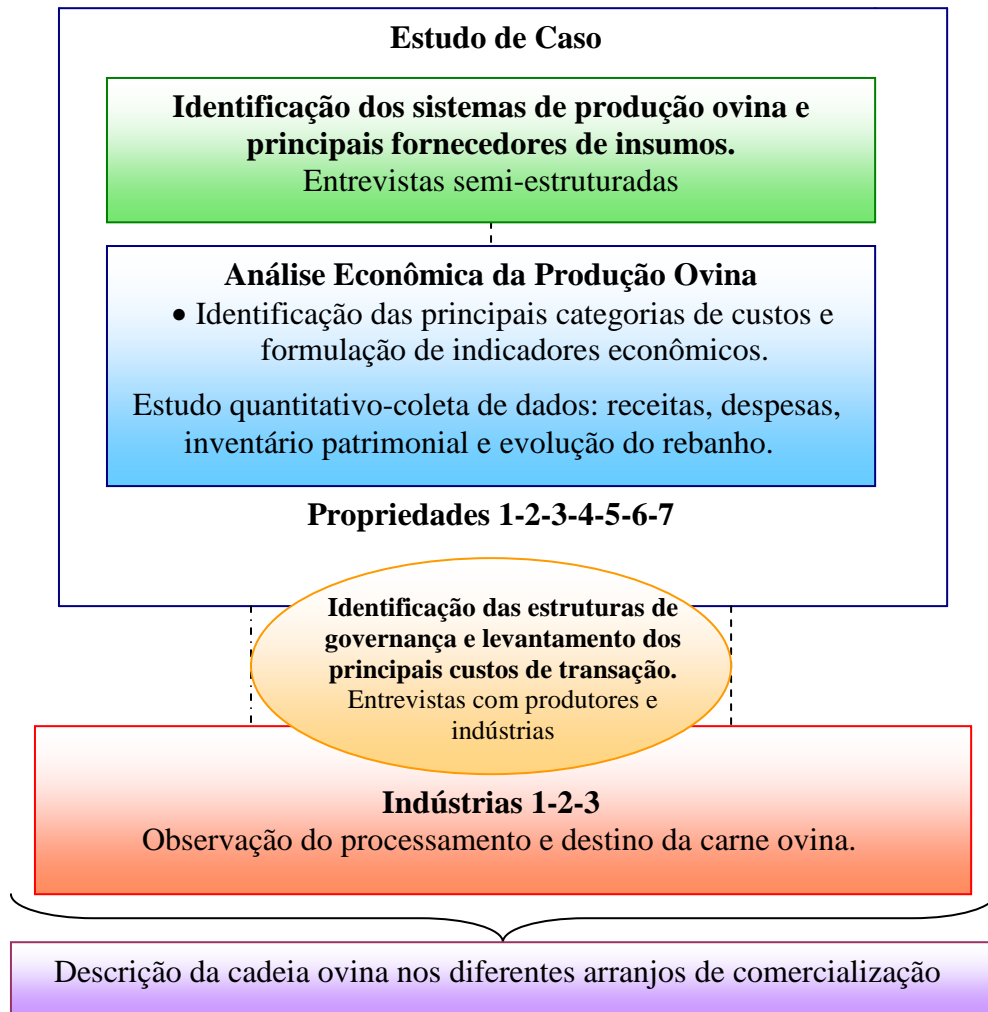 Estudo de Caso
Identificação dos sistemas de produção ovina e
principais fornecedores de insumos.
Entrevistas semi-estruturadas
Análise Econômica da Produção Ovina
• Identificação das principais categorias de custos e
formulação de indicadores econômicos.
Estudo quantitativo-coleta de dados: receitas, despesas,
inventário patrimonial e evolução do rebanho.
Propriedades 1-2-3-4-5-6-7
Identificação das estruturas de
governança e levantamento dos
principais custos de transação.
Entrevistas com produtores e
indústrias
Indústrias 1-2-3
Observação do processamento e destino da carne ovina.
Descrição da cadeia ovina nos diferentes arranjos de comercialização